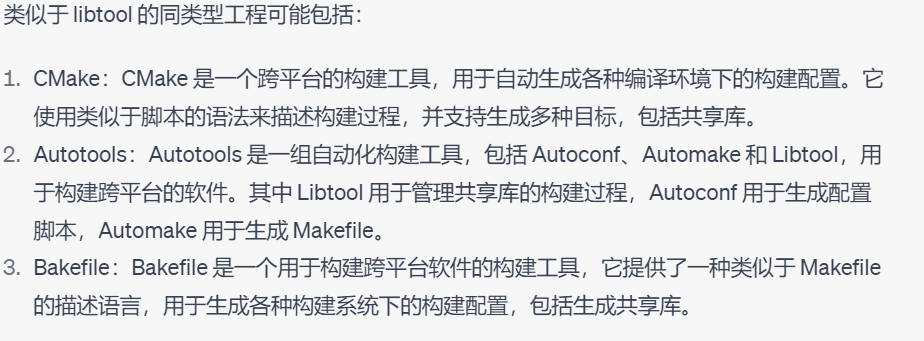 类似于 libtool 的同类型工程可能包括：
1. CMake：CMake 是一个跨平台的构建工具，用于自动生成各种编译环境下的构建配置。它
使用类似于脚本的语法来描述构建过程，并支持生成多种目标，包括共享库。
2. Autotools：Autotools 是一组自动化构建工具，包括 Autoconf、Automake 和 Libtool，用
于构建跨平台的软件。其中 Libtool 用于管理共享库的构建过程，Autoconf 用于生成配置
脚本，Automake 用于生成 Makefile。
3. Bakefile：Bakefile 是一个用于构建跨平台软件的构建工具，它提供了一种类似于 Makefile
的描述语言，用于生成各种构建系统下的构建配置，包括生成共享库。